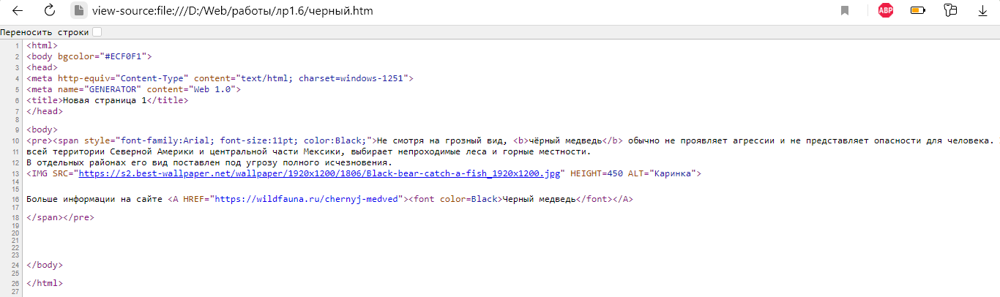 view-source:file:///D:/Web/работы/лр1.6/черный.htm
ABP
Переносить строки
1 <html>
2 <body bgcolor="#ECF0F1">
3 <head>
4 <meta http-equiv="Content-Type" content="text/html; charset=windows-1251">
5 <meta name="GENERATOR" content="Web 1.0">
6 <title>Новая страница 1</title>
7 </head>
8
9 <body>
10 <pre><span style="font-family:Arial; font-size:11pt; color:Black;">Не смотря на грозный вид, <b>чёрный медведь</b> обычно не проявляет агрессии и не представляет опасности для человека.
11 всей территории Северной Америки и центральной части Мексики, выбирает непроходимые леса и горные местности.
12 В отдельных районах его вид поставлен под угрозу полного исчезновения.
13 <IMG SRC="https://s2.best-wallpaper.net/wallpaper/1920x1200/1806/Black-bear-catch-a-fish_1920x1200.jpg" HEIGHT=450 ALT="Каринка">
14
15
16 Больше информации на сайте <A HREF="https://wildfauna.ru/chernyj-medved"><font color=Black>Черный медведь</font></A>
17
18 </span></pre>
19
20
21
22
23
24 </body>
25
26 </html>
27